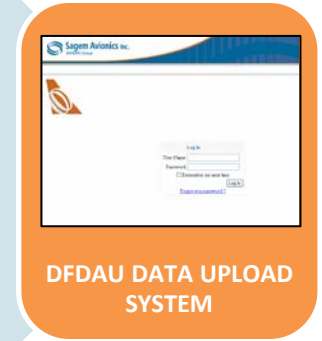 Sagem Avionics Inc.
Log In
User Name
Password
Remember me next time
Log In
Forgot your password?
DFDAU DATA UPLOAD
SYSTEM